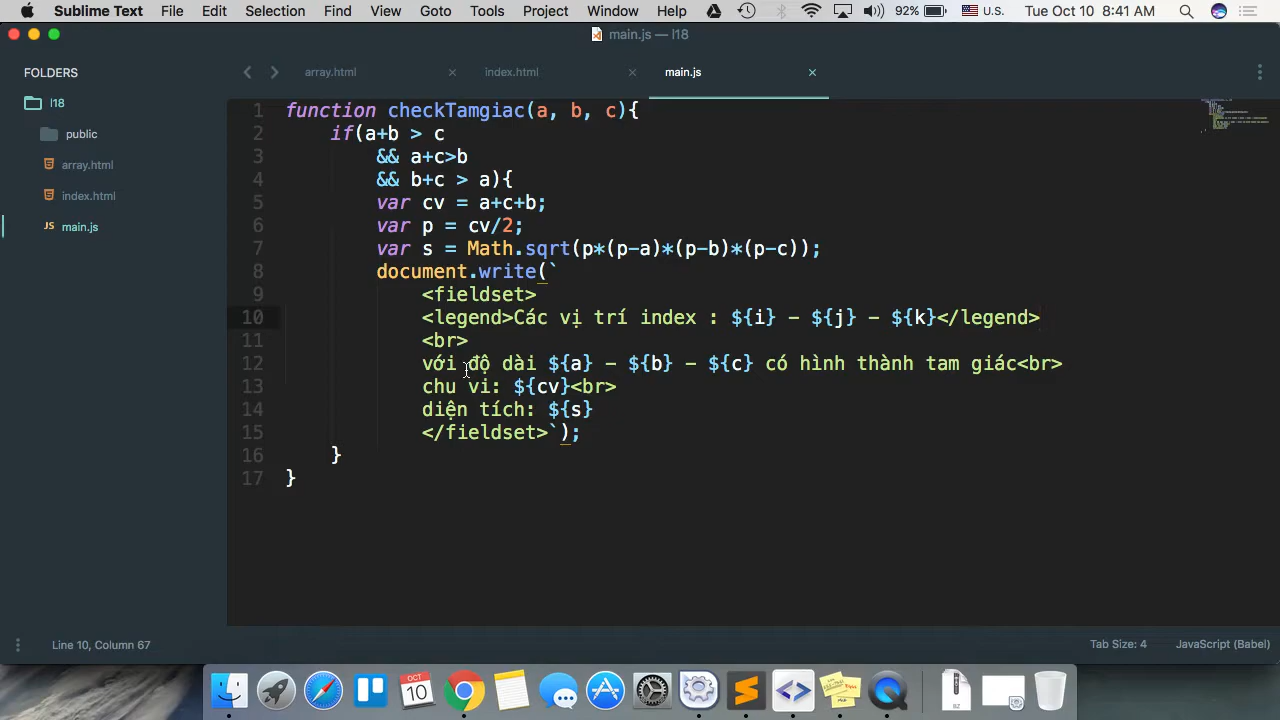 Sublime Text File Edit Selection Find View Goto Tools Project Window Help 92% U.S. Tue Oct 10 8:41 AM
main.js — l18
FOLDERS
array.html
index.html
main.js
l18
public
array.html
index.html
JS main.js
1 function checkTamgiac(a, b, c){
2 if(a+b > c
3 && a+c>b
4 && b+c > a){
5 var cv = a+c+b;
6 var p = cv/2;
7 var s = Math.sqrt(p*(p-a)*(p-b)*(p-c));
8 document.write(`
9 <fieldset>
10 <legend>Các vị trí index : ${i} - ${j} - ${k}</legend>
11 <br>
12 với độ dài ${a} - ${b} - ${c} có hình thành tam giác<br>
13 chu vi: ${cv}<br>
14 diện tích: ${s}
15 </fieldset>`);
16 }
17 }
Line 10, Column 67
Tab Size: 4 JavaScript (Babel)
OCT
10